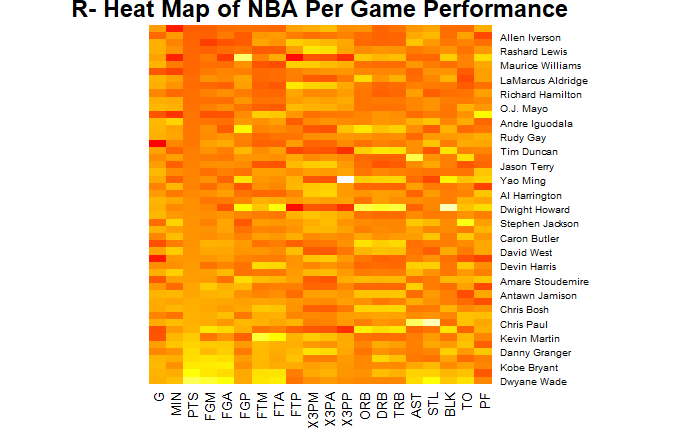 R- Heat Map of NBA Per Game Performance
Allen Iverson
Rashard Lewis
Maurice Williams
LaMarcus Aldridge
Richard Hamilton
O.J. Mayo
Andre Iguodala
Rudy Gay
Tim Duncan
Jason Terry
Yao Ming
Al Harrington
Dwight Howard
Stephen Jackson
Caron Butler
David West
Devin Harris
Amare Stoudemire
Antawn Jamison
Chris Bosh
Chris Paul
Kevin Martin
Danny Granger
Kobe Bryant
Dwyane Wade
G
MIN
PTS
FGM
FGA
FGP
FTM
FTA
FTP
X3PM
X3PA
X3PP
ORB
DRB
TRB
AST
STL
BLK
TO
PF